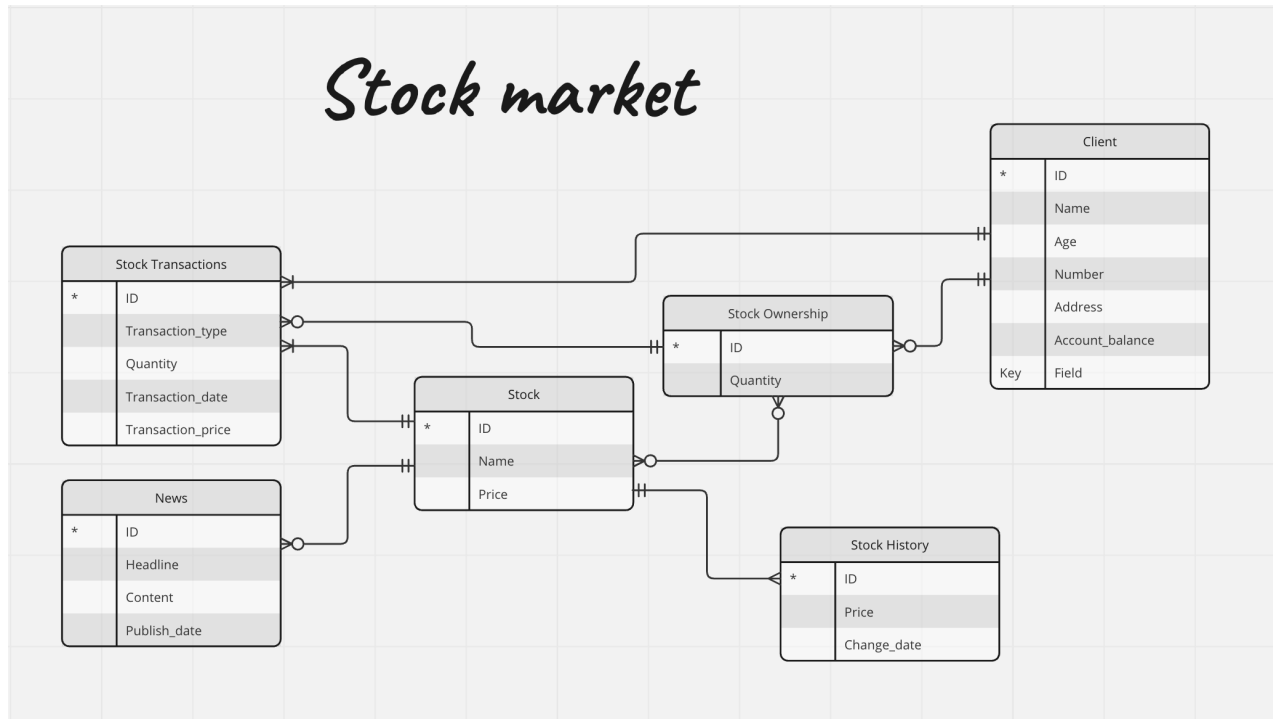 Stock market
Client
* ID
Name
Age
Number
Address
Account_balance
Key Field
Stock Transactions
* ID
Transaction_type
Quantity
Transaction_date
Transaction_price
Stock Ownership
* ID
Quantity
Stock
* ID
Name
Price
News
* ID
Headline
Content
Publish_date
Stock History
* ID
Price
Change_date